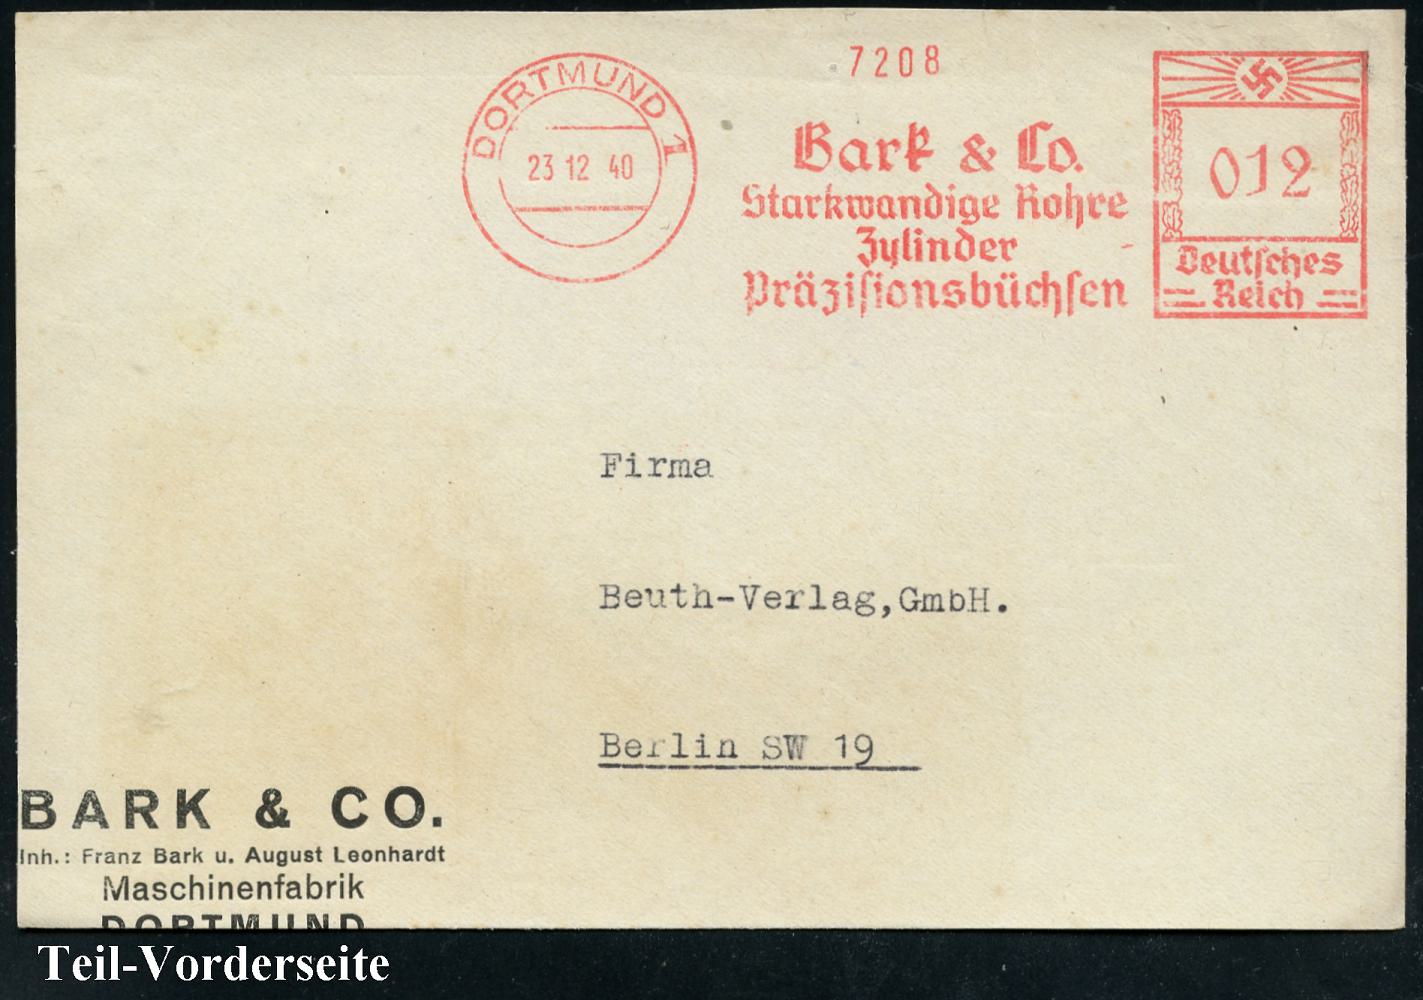 7208
DORTMUND 1
23 12 40
Bark & Co.
Starkwandige Rohre
Zylinder
Präzisionsbüchsen
012
Deutsches
Reich
Firma
Beuth-Verlag,GmbH.
Berlin SW 19
BARK & CO.
Inh.: Franz Bark u. August Leonhardt
Maschinenfabrik
DORTMUND
Teil-Vorderseite